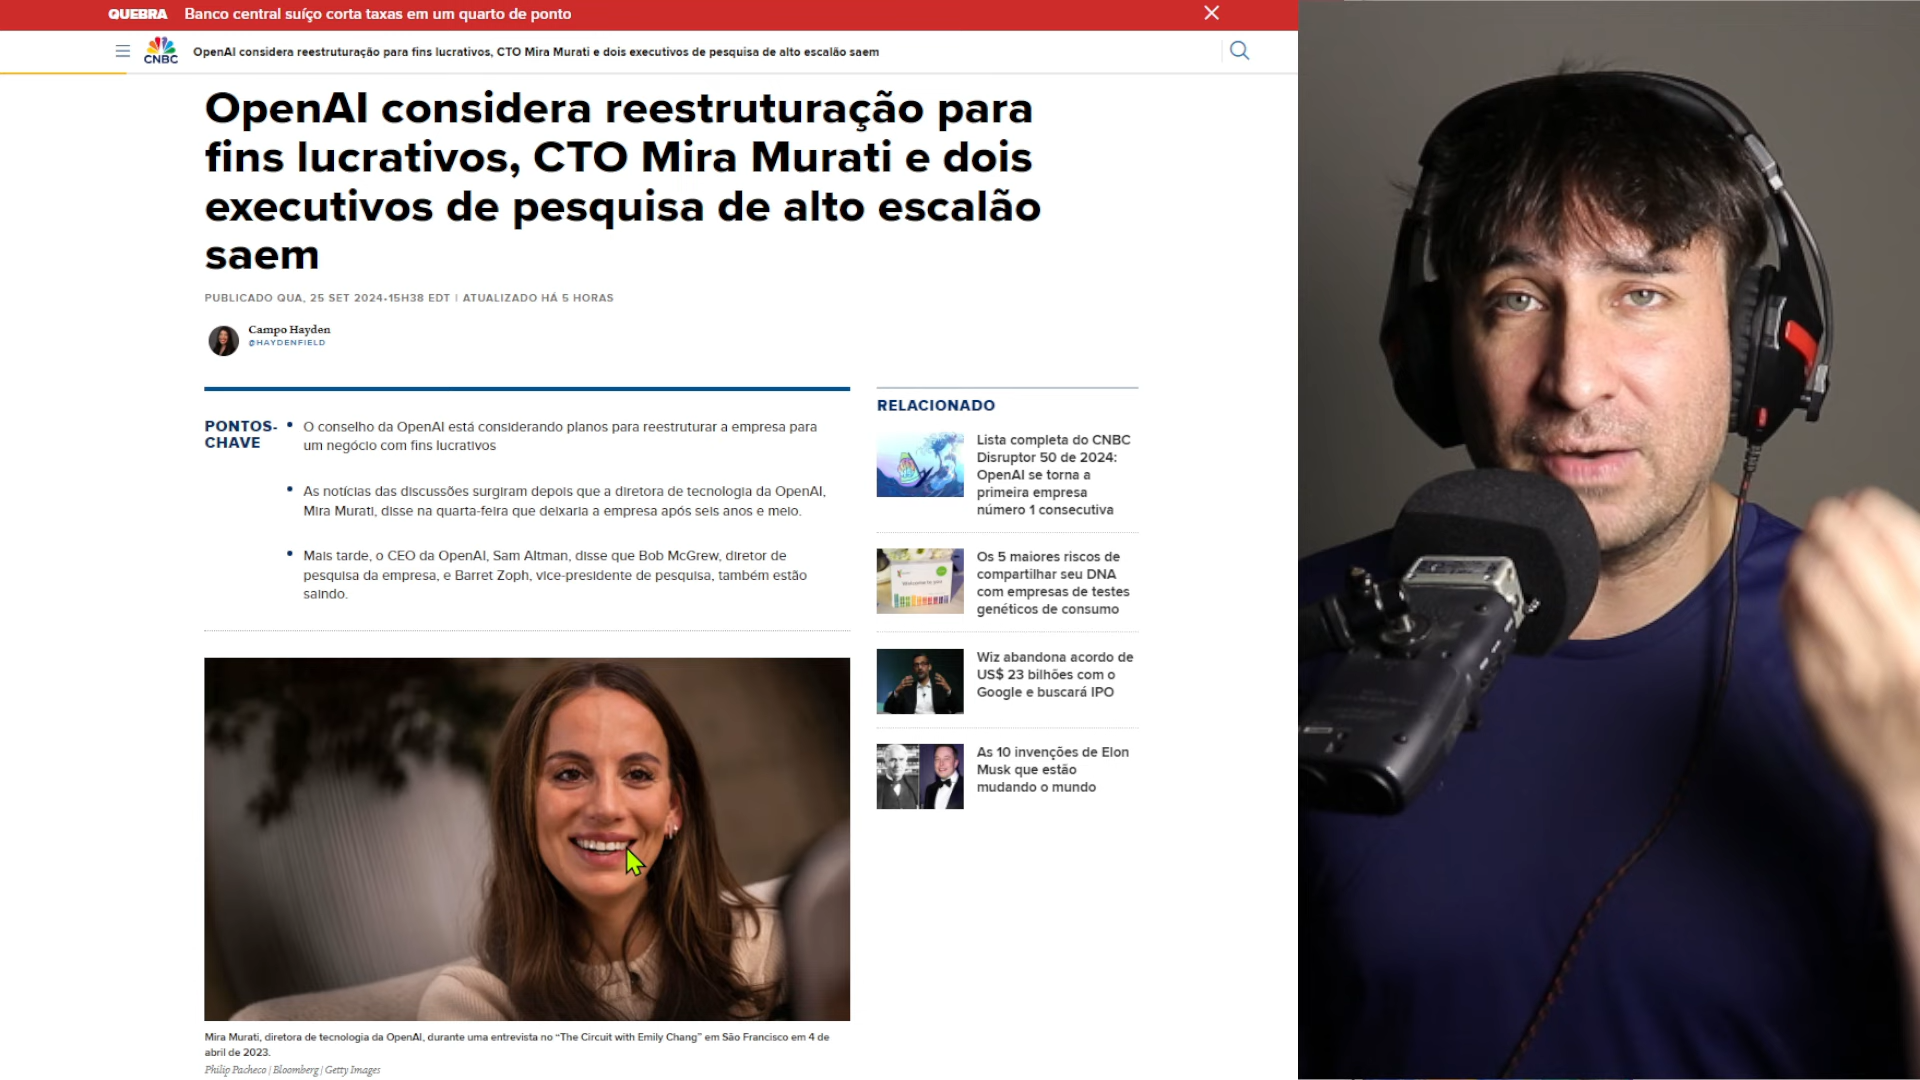 QUEBRA Banco central suíço corta taxas em um quarto de ponto
CNBC
OpenAI considera reestruturação para fins lucrativos, CTO Mira Murati e dois executivos de pesquisa de alto escalão saem
OpenAI considera reestruturação para
fins lucrativos, CTO Mira Murati e dois
executivos de pesquisa de alto escalão
saem
PUBLICADO QUA, 25 SET 2024•15H38 EDT | ATUALIZADO HÁ 5 HORAS
Campo Hayden
@HAYDENFIELD
PONTOS-
CHAVE
• O conselho da OpenAI está considerando planos para reestruturar a empresa para
um negócio com fins lucrativos
• As notícias das discussões surgiram depois que a diretora de tecnologia da OpenAI,
Mira Murati, disse na quarta-feira que deixaria a empresa após seis anos e meio.
• Mais tarde, o CEO da OpenAI, Sam Altman, disse que Bob McGrew, diretor de
pesquisa da empresa, e Barret Zoph, vice-presidente de pesquisa, também estão
saindo.
RELACIONADO
Lista completa do CNBC
Disruptor 50 de 2024:
OpenAI se torna a
primeira empresa
número 1 consecutiva
Os 5 maiores riscos de
compartilhar seu DNA
com empresas de testes
genéticos de consumo
Wiz abandona acordo de
US$ 23 bilhões com o
Google e buscará IPO
As 10 invenções de Elon
Musk que estão
mudando o mundo
Mira Murati, diretora de tecnologia da OpenAI, durante uma entrevista no “The Circuit with Emily Chang” em São Francisco em 4 de
abril de 2023.
Philip Pacheco | Bloomberg | Getty Images